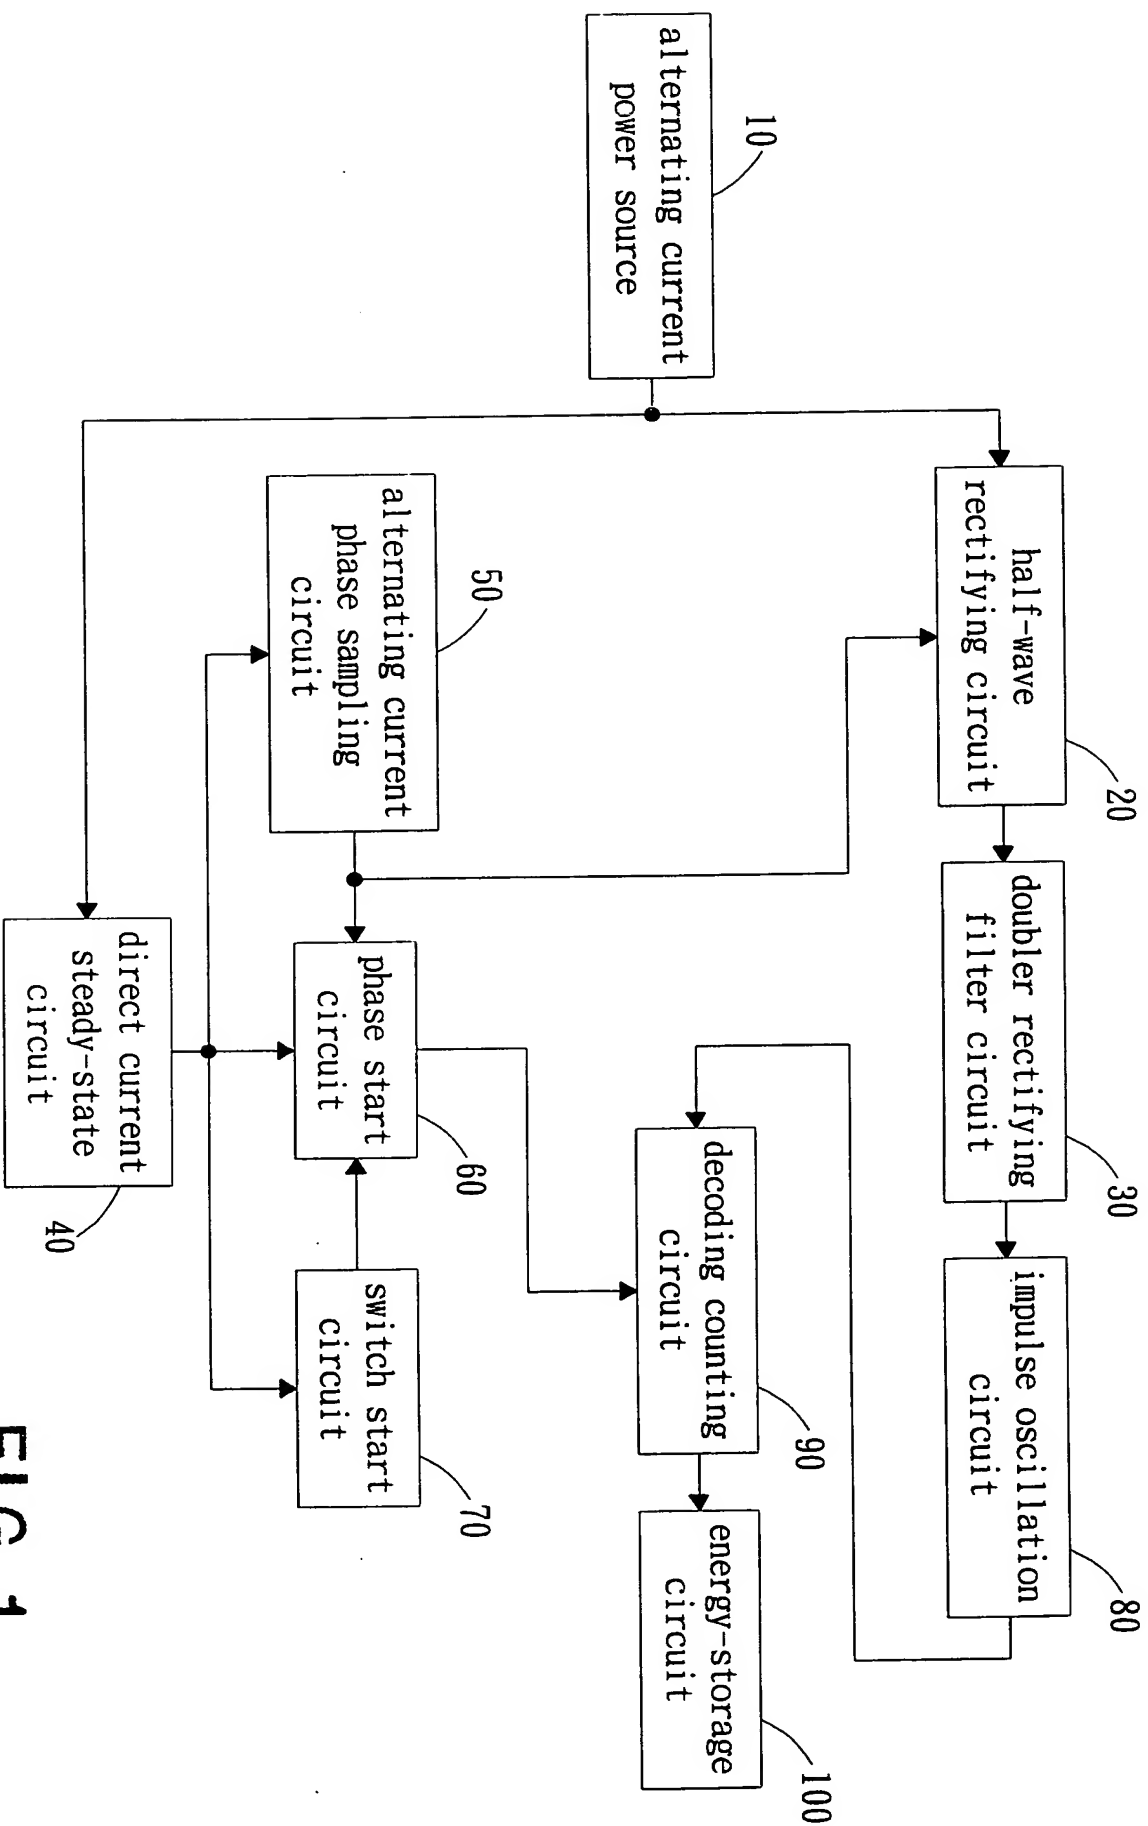 10
alternating current
power source
half-wave
rectifying circuit
20
doubler rectifying
filter circuit
30
impulse oscillation
circuit
80
decoding counting
circuit
90
energy-storage
circuit
100
50
alternating current
phase sampling
circuit
phase start
circuit
60
switch start
circuit
70
direct current
steady-state
circuit
40
FIG. 1